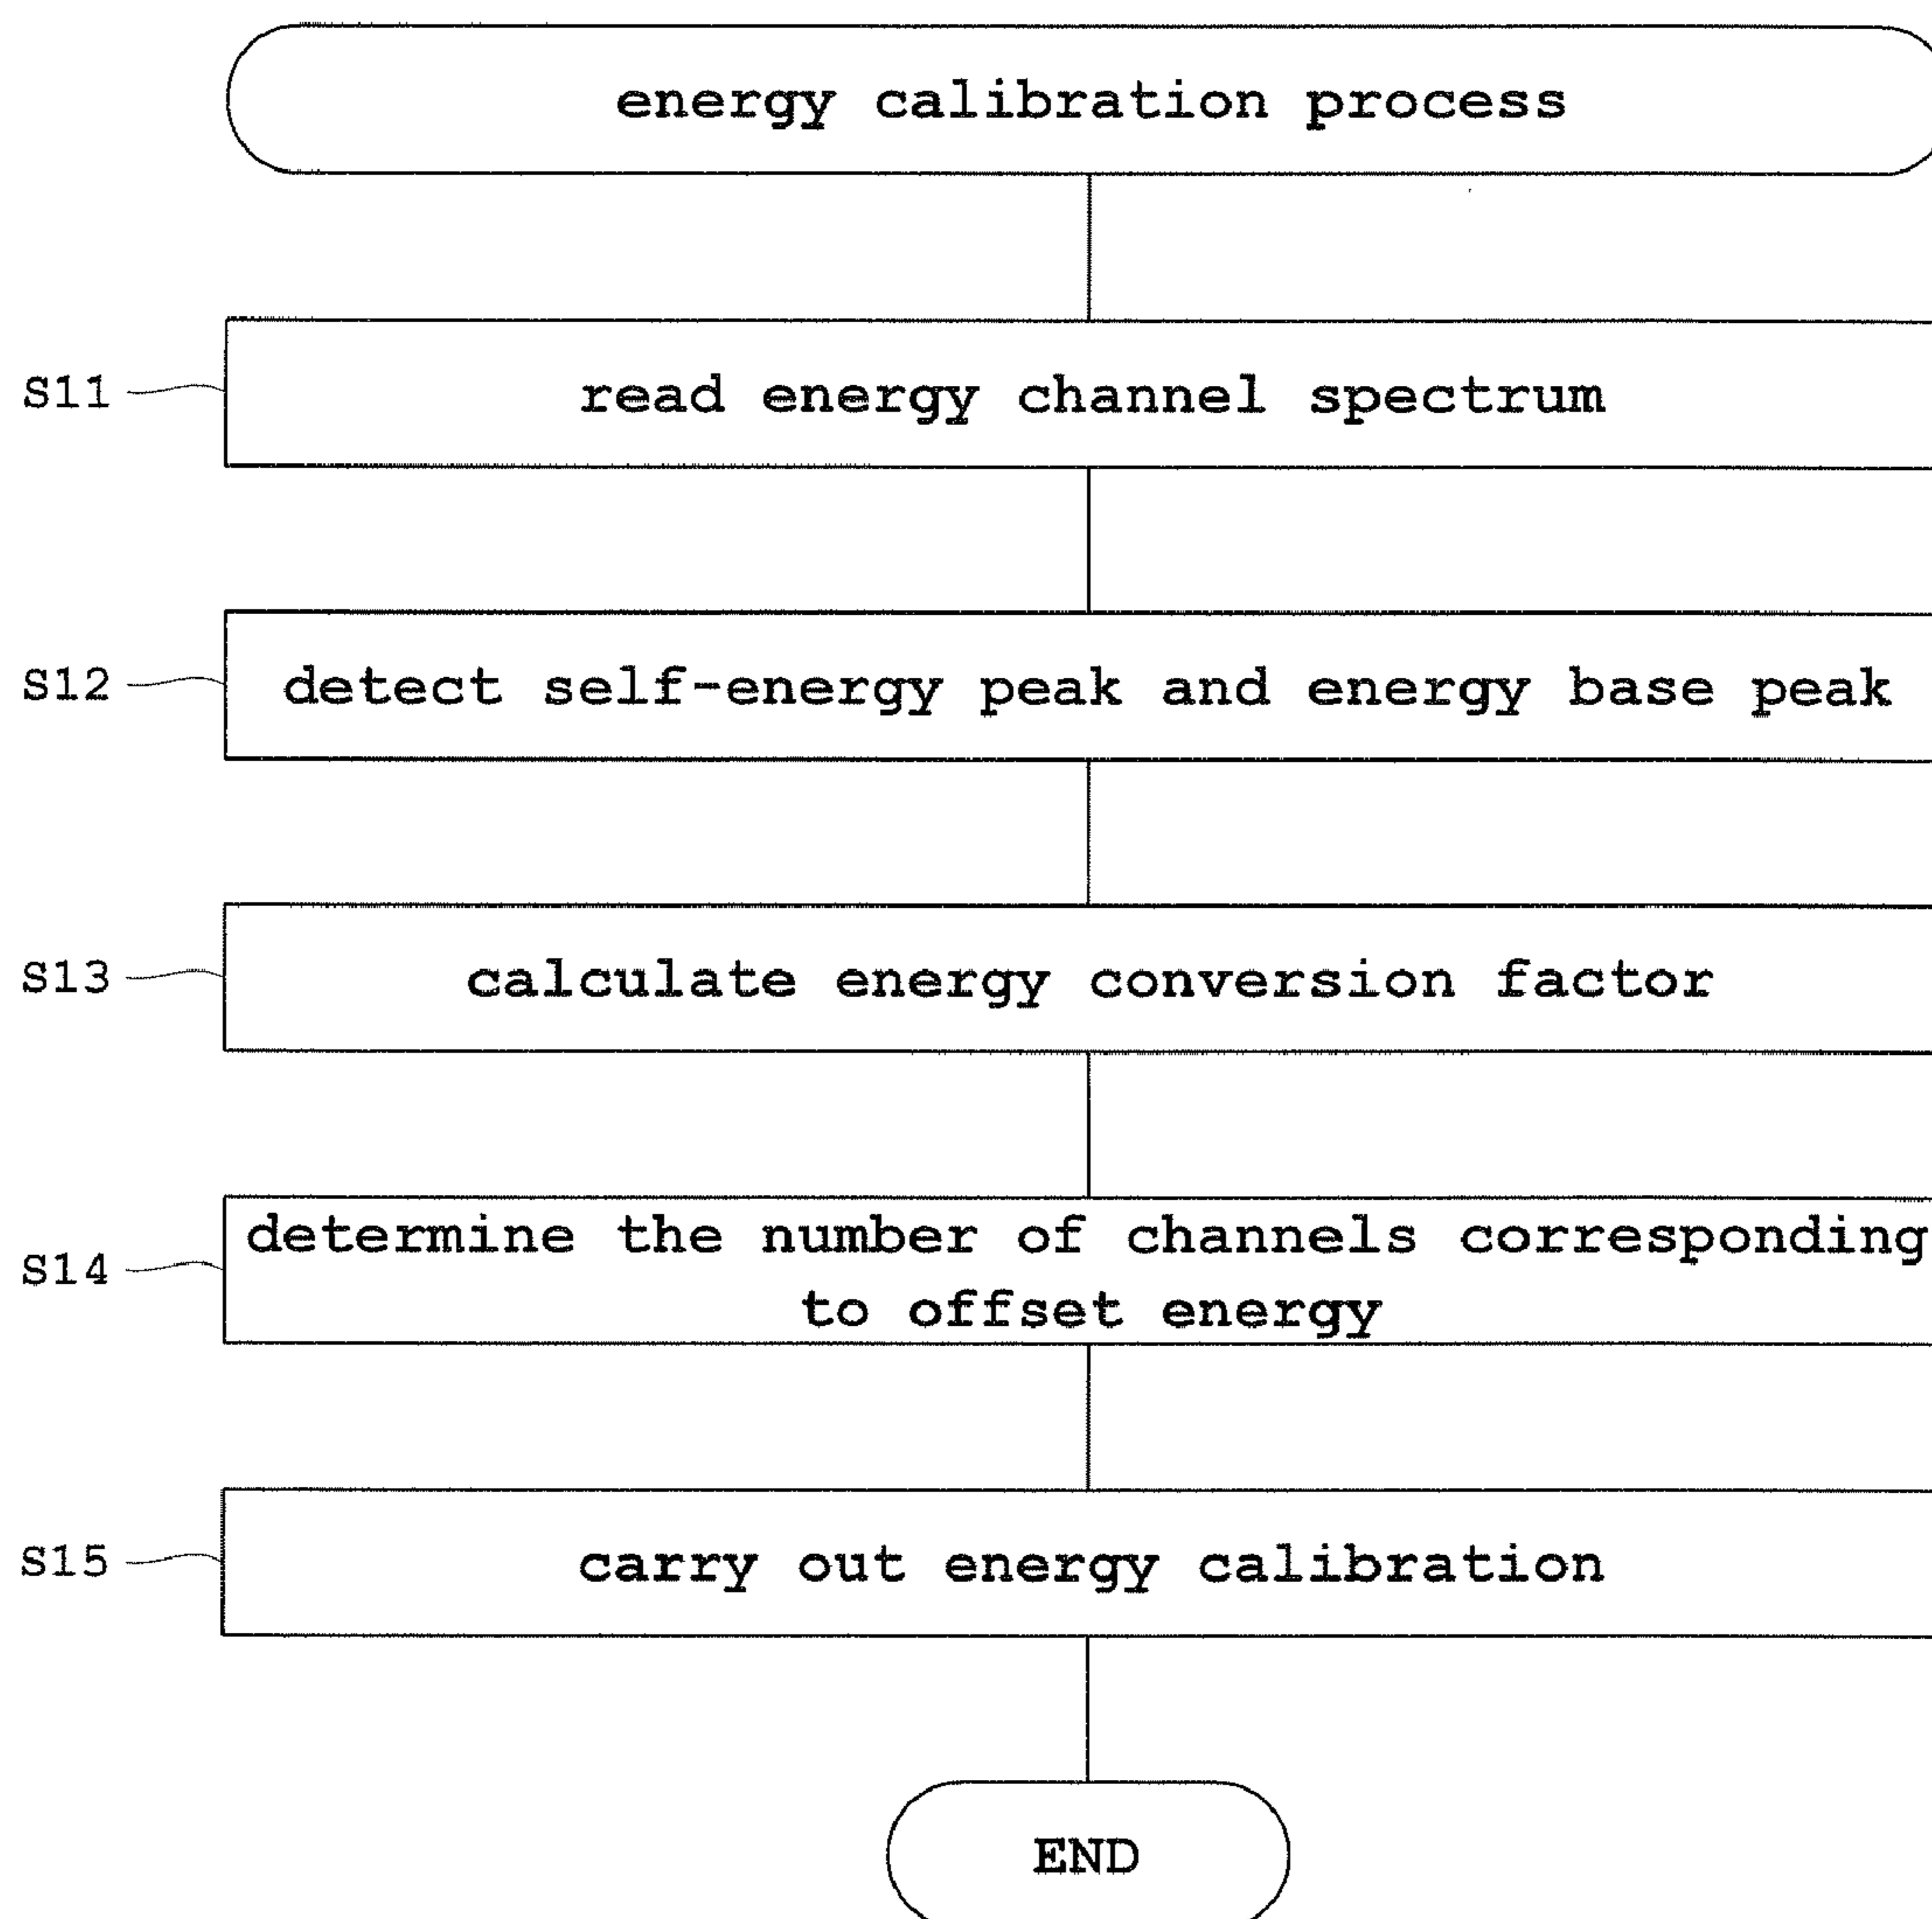 energy calibration process
S11
read energy channel spectrum
S12
detect self-energy peak and energy base peak
S13
calculate energy conversion factor
S14
determine the number of channels corresponding
to offset energy
S15
carry out energy calibration
END